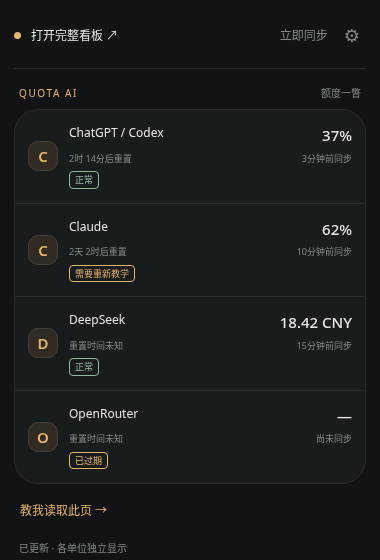 打开完整看板 ↗
立即同步
QUOTA AI
额度一瞥
C
ChatGPT / Codex
37%
2时 14分后重置
3分钟前同步
正常
C
Claude
62%
2天 2时后重置
10分钟前同步
需要重新教学
D
DeepSeek
18.42 CNY
重置时间未知
15分钟前同步
正常
O
OpenRouter
—
重置时间未知
尚未同步
已过期
教我读取此页 →
已更新 · 各单位独立显示